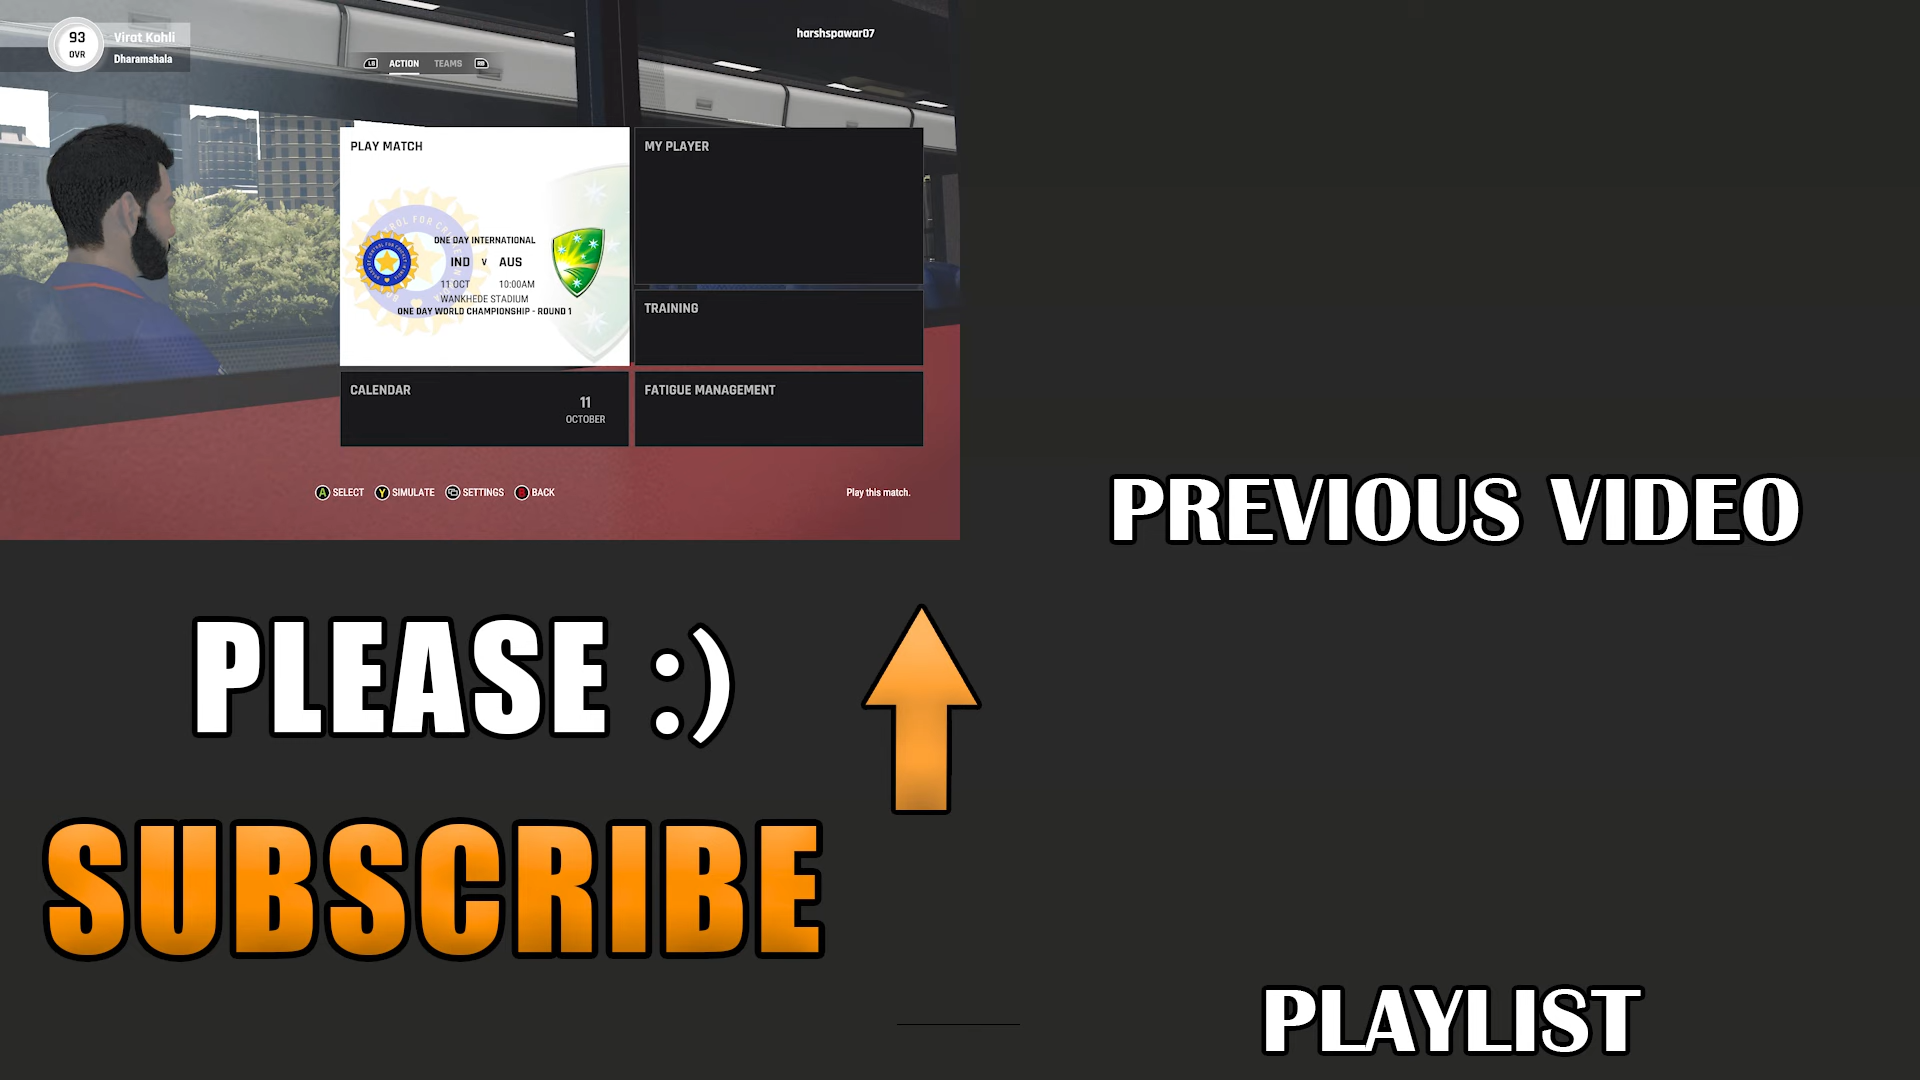 93
OVR
Virat Kohli
Dharamshala
harshspawar07
LB ACTION TEAMS RB
PLAY MATCH
ONE DAY INTERNATIONAL
IND v AUS
11 OCT 10:00AM
WANKHEDE STADIUM
ONE DAY WORLD CHAMPIONSHIP - ROUND 1
MY PLAYER
TRAINING
CALENDAR
11
OCTOBER
FATIGUE MANAGEMENT
A SELECT Y SIMULATE SETTINGS B BACK
Play this match.
PREVIOUS VIDEO
PLEASE :)
SUBSCRIBE
PLAYLIST